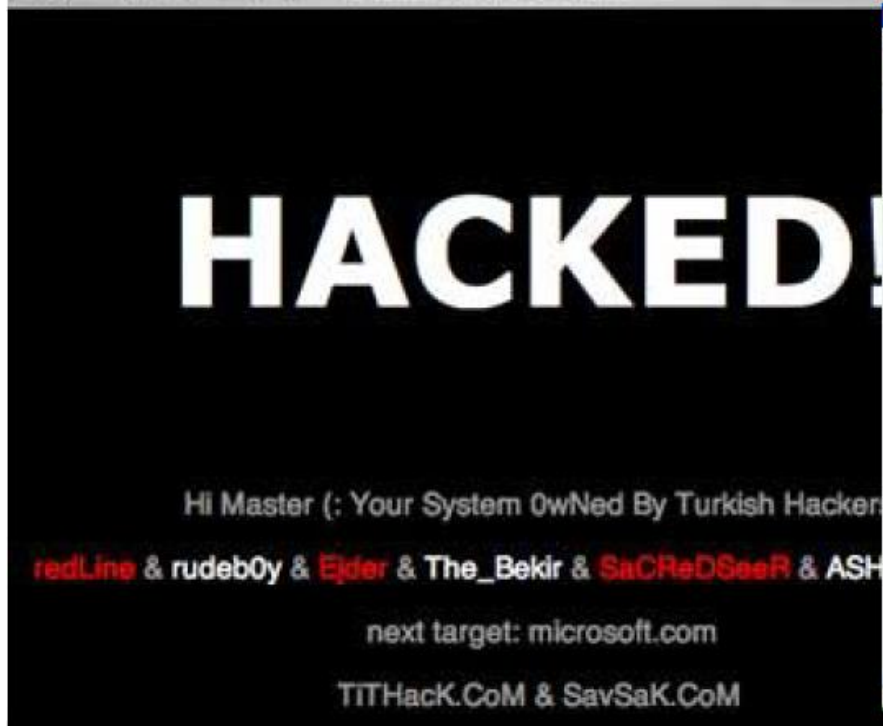 HACKED!
Hi Master (: Your System 0wNed By Turkish Hackers
redLine & rudeb0y & Ejder & The_Bekir & SaCReDSeeR & ASH
next target: microsoft.com
TiTHacK.CoM & SavSaK.CoM